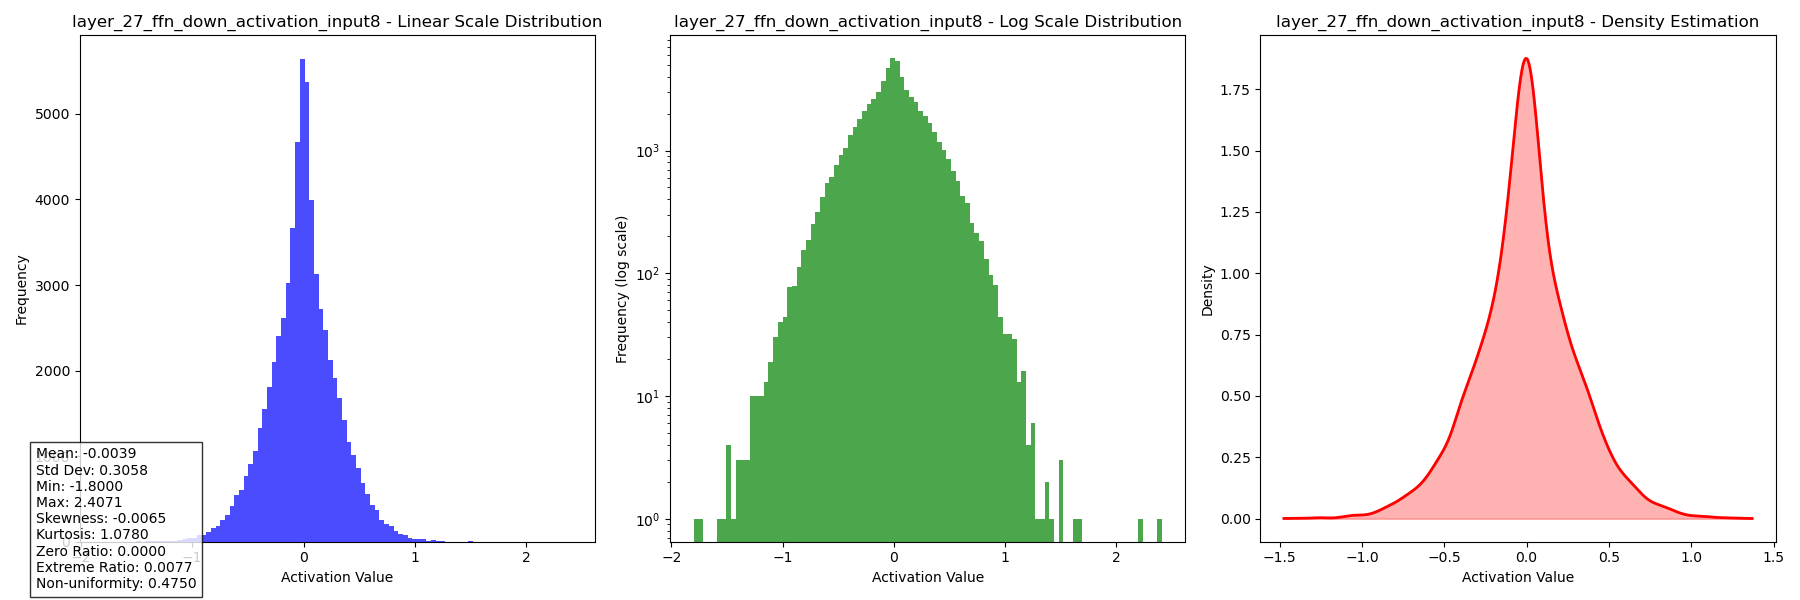 layer_27_ffn_down_activation_input8 - Linear Scale Distribution
Frequency
5000
4000
3000
2000
1000
0
Mean: -0.0039
Std Dev: 0.3058
Min: -1.8000
Max: 2.4071
Skewness: -0.0065
Kurtosis: 1.0780
Zero Ratio: 0.0000
Extreme Ratio: 0.0077
Non-uniformity: 0.4750
−1 0 1 2
Activation Value
layer_27_ffn_down_activation_input8 - Log Scale Distribution
Frequency (log scale)
10³
10²
10¹
10⁰
−2 −1 0 1 2
Activation Value
layer_27_ffn_down_activation_input8 - Density Estimation
Density
1.75
1.50
1.25
1.00
0.75
0.50
0.25
0.00
−1.5 −1.0 −0.5 0.0 0.5 1.0 1.5
Activation Value